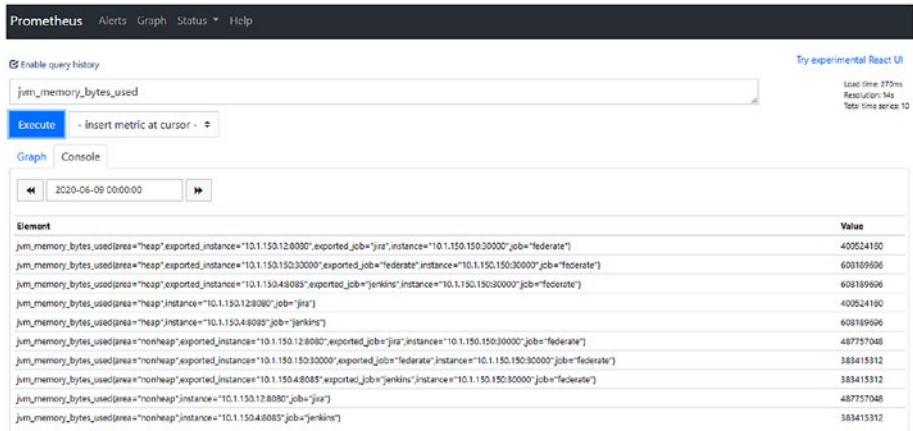 Prometheus Alerts Graph Status Help
Enable query history
Try experimental React UI
jvm_memory_bytes_used
Load time: 270ms
Resolution: 14s
Total time series: 10
Execute
- insert metric at cursor -
Graph Console
2020-06-09 00:00:00
Element Value
jvm_memory_bytes_used{area="heap",exported_instance="10.1.150.12:8080",exported_job="jira",instance="10.1.150.150:30000",job="federate"} 400524160
jvm_memory_bytes_used{area="heap",exported_instance="10.1.150.150:30000",exported_job="federate",instance="10.1.150.150:30000",job="federate"} 608189696
jvm_memory_bytes_used{area="heap",exported_instance="10.1.150.4:8085",exported_job="jenkins",instance="10.1.150.150:30000",job="federate"} 608189696
jvm_memory_bytes_used{area="heap",instance="10.1.150.12:8080",job="jira"} 400524160
jvm_memory_bytes_used{area="heap",instance="10.1.150.4:8085",job="jenkins"} 608189696
jvm_memory_bytes_used{area="nonheap",exported_instance="10.1.150.12:8080",exported_job="jira",instance="10.1.150.150:30000",job="federate"} 487757048
jvm_memory_bytes_used{area="nonheap",exported_instance="10.1.150.150:30000",exported_job="federate",instance="10.1.150.150:30000",job="federate"} 383415312
jvm_memory_bytes_used{area="nonheap",exported_instance="10.1.150.4:8085",exported_job="jenkins",instance="10.1.150.150:30000",job="federate"} 383415312
jvm_memory_bytes_used{area="nonheap",instance="10.1.150.12:8080",job="jira"} 487757048
jvm_memory_bytes_used{area="nonheap",instance="10.1.150.4:8085",job="jenkins"} 383415312